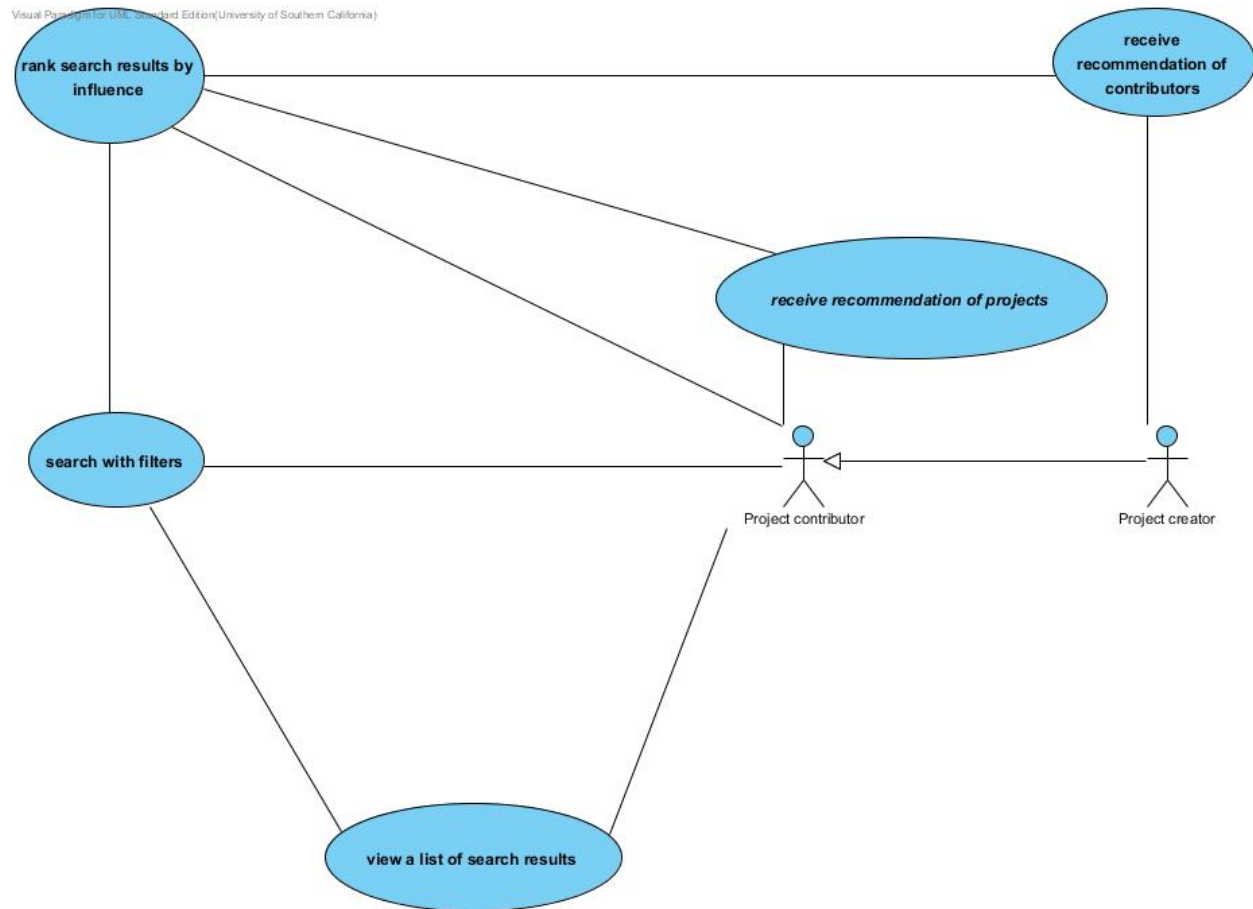 Visual Paradigm for UML Standard Edition(University of Southern California)
rank search results by
influence
receive
recommendation of
contributors
receive recommendation of projects
search with filters
Project contributor
Project creator
view a list of search results